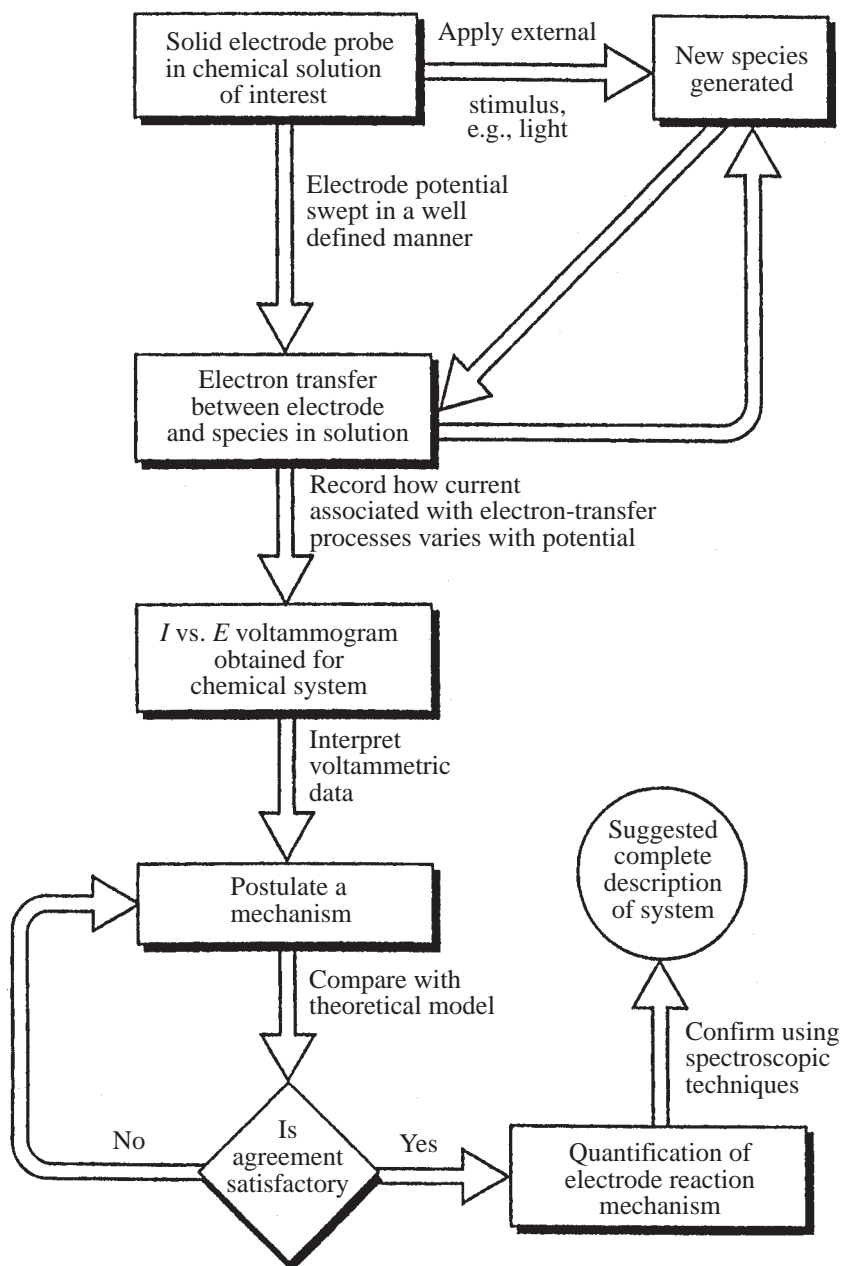 Solid electrode probe
in chemical solution
of interest
Apply external
stimulus,
e.g., light
New species
generated
Electrode potential
swept in a well
defined manner
Electron transfer
between electrode
and species in solution
Record how current
associated with electron-transfer
processes varies with potential
I vs. E voltammogram
obtained for
chemical system
Interpret
voltammetric
data
Postulate a
mechanism
Compare with
theoretical model
Is
agreement
satisfactory
No
Yes
Quantification of
electrode reaction
mechanism
Confirm using
spectroscopic
techniques
Suggested
complete
description
of system